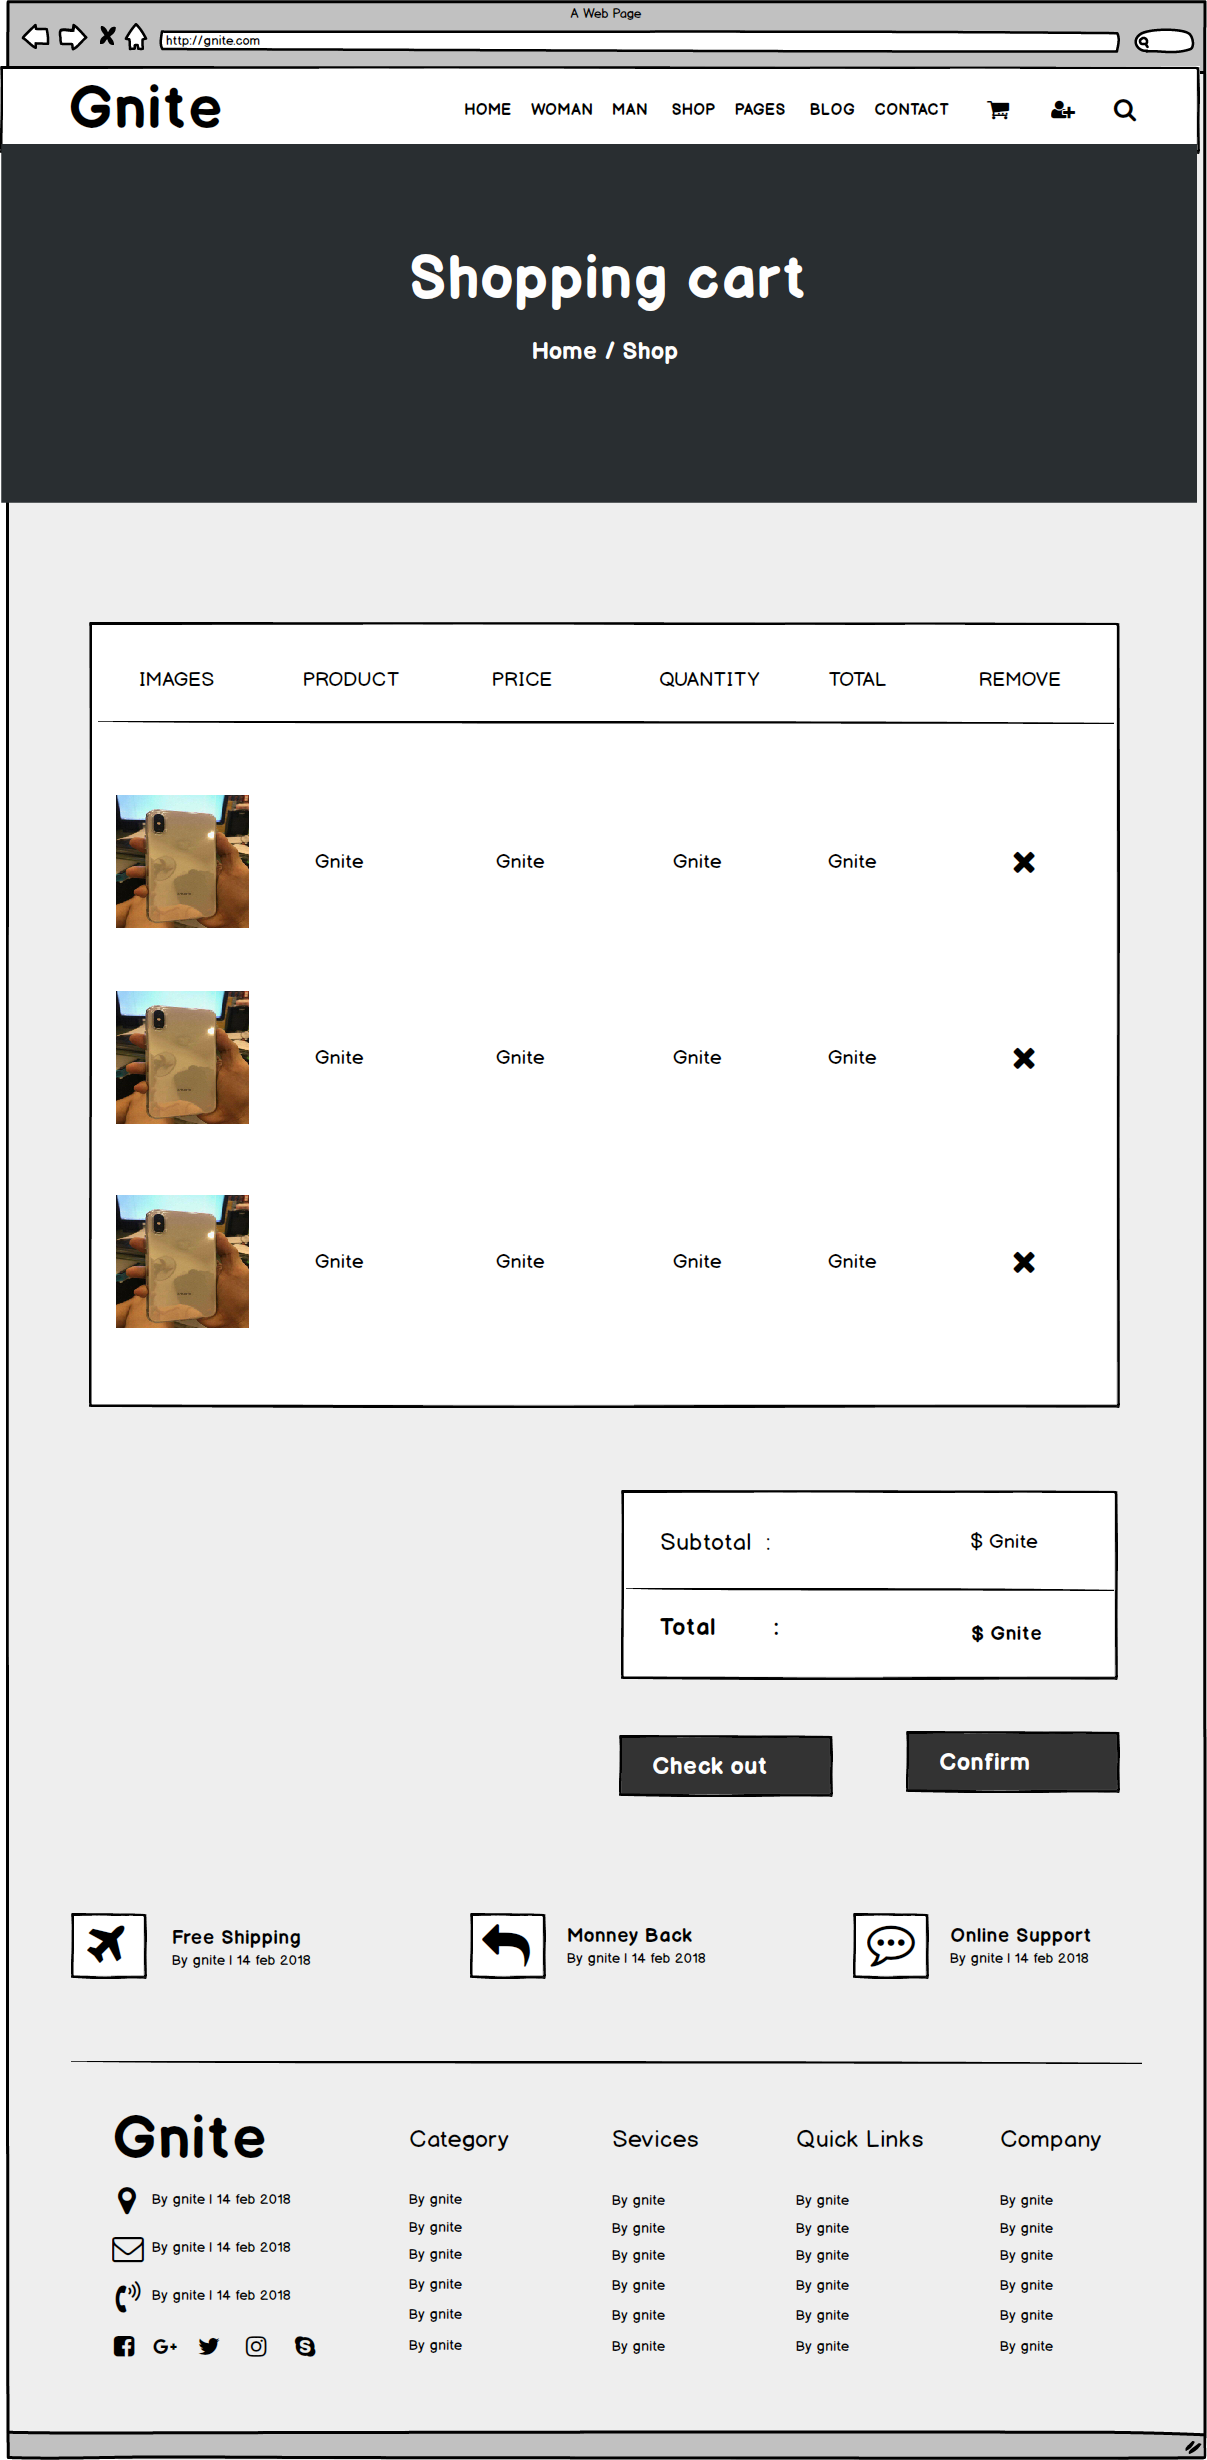 A Web Page
http://gnite.com
Gnite
HOME WOMAN MAN SHOP PAGES BLOG CONTACT
Shopping cart
Home / Shop
IMAGES PRODUCT PRICE QUANTITY TOTAL REMOVE
Gnite Gnite Gnite Gnite
Gnite Gnite Gnite Gnite
Gnite Gnite Gnite Gnite
Subtotal : $ Gnite
Total : $ Gnite
Check out Confirm
Free Shipping
By gnite | 14 feb 2018
Monney Back
By gnite | 14 feb 2018
Online Support
By gnite | 14 feb 2018
Gnite
By gnite | 14 feb 2018
By gnite | 14 feb 2018
By gnite | 14 feb 2018
Category
By gnite
By gnite
By gnite
By gnite
By gnite
By gnite
Sevices
By gnite
By gnite
By gnite
By gnite
By gnite
By gnite
Quick Links
By gnite
By gnite
By gnite
By gnite
By gnite
By gnite
Company
By gnite
By gnite
By gnite
By gnite
By gnite
By gnite